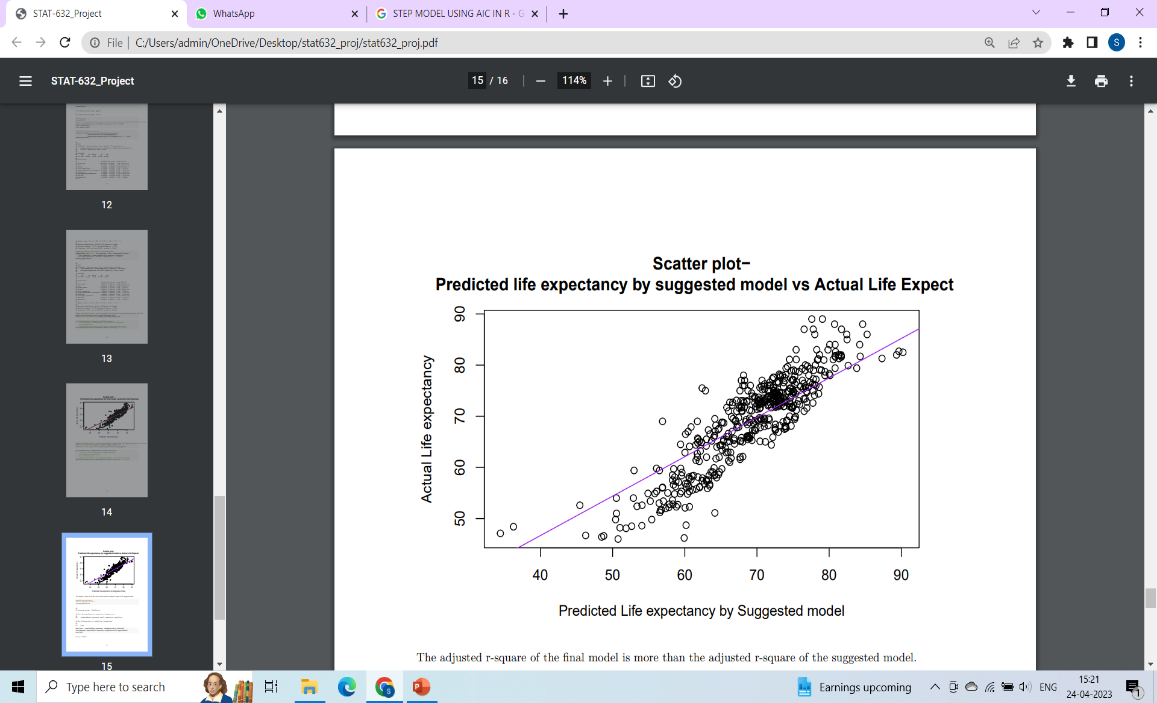 STAT-632_Project
WhatsApp
STEP MODEL USING AIC IN R - G
File | C:/Users/admin/OneDrive/Desktop/stat632_proj/stat632_proj.pdf
S
STAT-632_Project
15 / 16
114%
12
13
14
15
Scatter plot−
Predicted life expectancy by suggested model vs Actual Life Expect
Actual Life expectancy
90
80
70
60
50
40 50 60 70 80 90
Predicted Life expectancy by Suggested model
The adjusted r-square of the final model is more than the adjusted r-square of the suggested model.
Type here to search
Earnings upcoming
ENG
15:21
24-04-2023
1